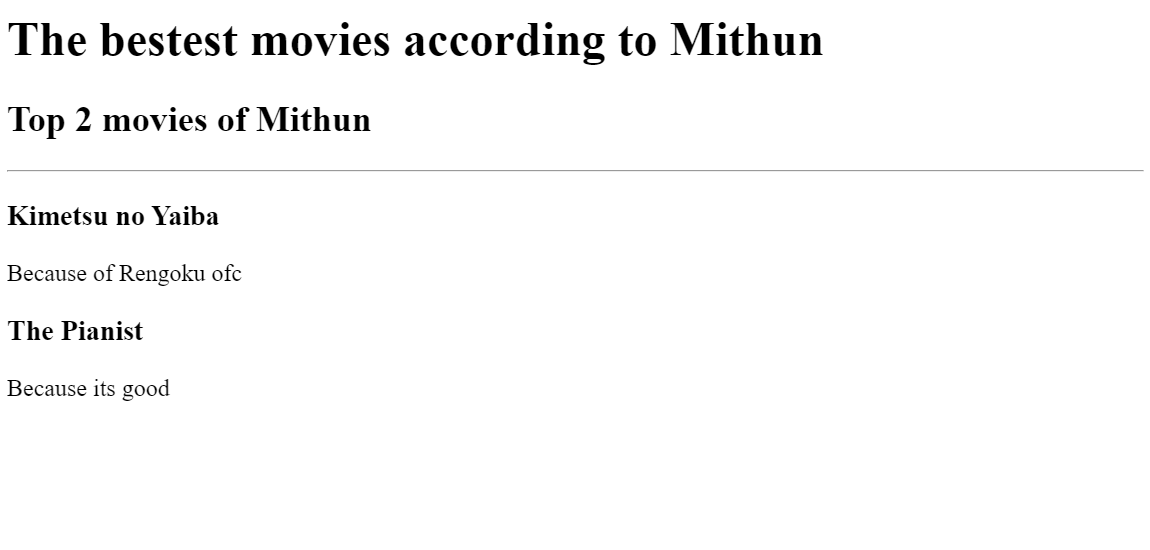 The bestest movies according to Mithun
Top 2 movies of Mithun
Kimetsu no Yaiba
Because of Rengoku ofc
The Pianist
Because its good